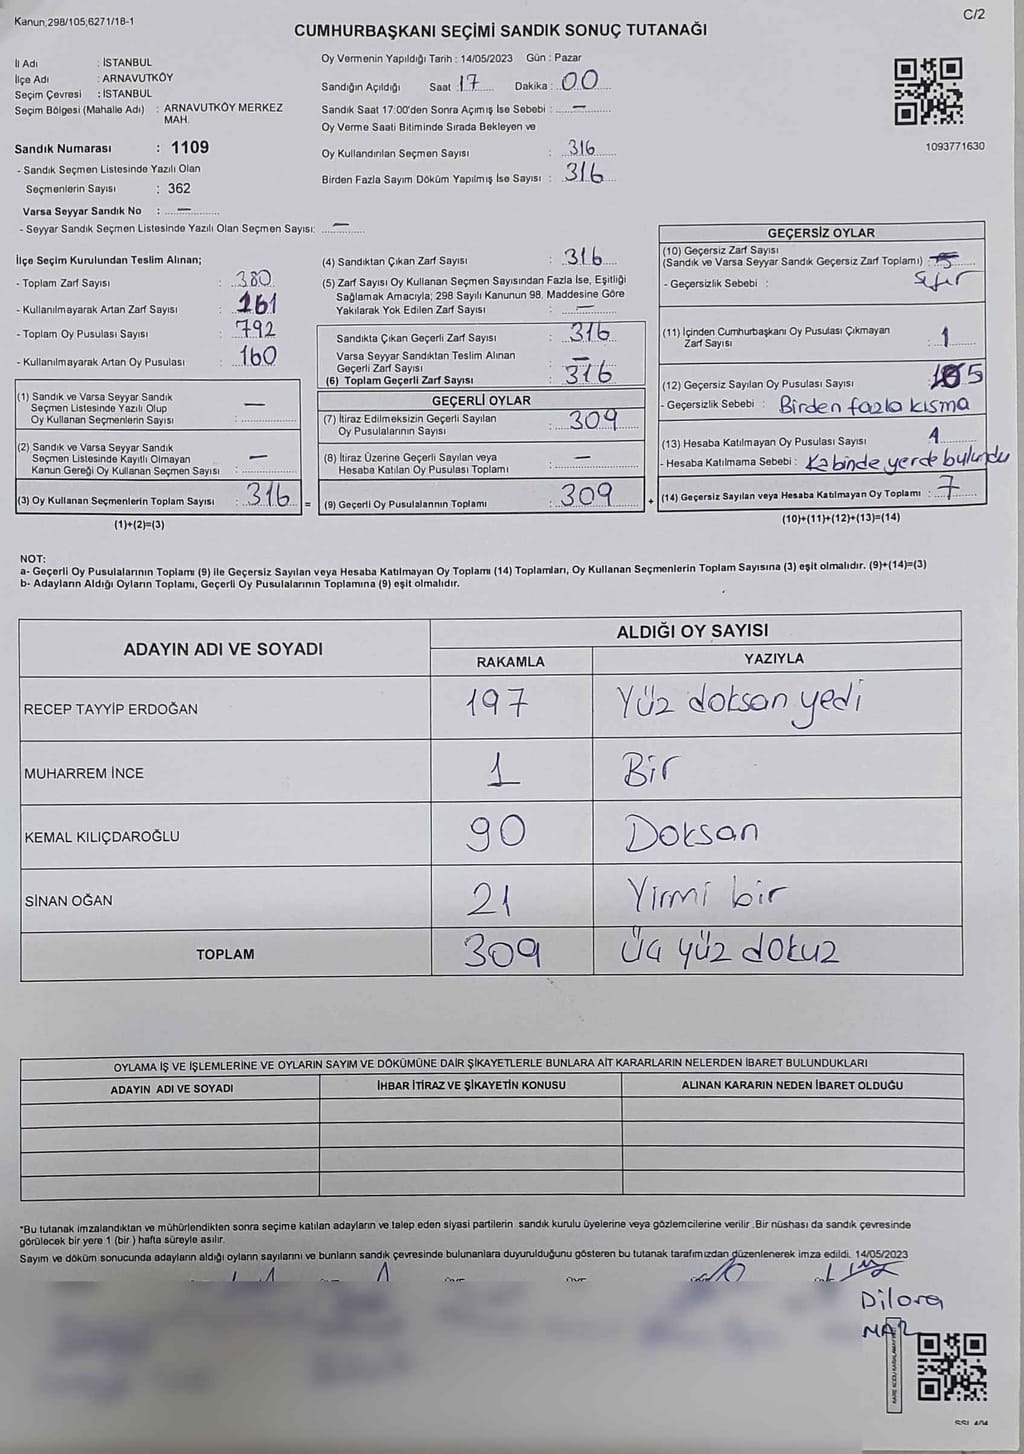 Kanun,298/105,6271/18-1
C/2
CUMHURBAŞKANI SEÇİMİ SANDIK SONUÇ TUTANAĞI
İl Adı : İSTANBUL
İlçe Adı : ARNAVUTKÖY
Seçim Çevresi : İSTANBUL
Seçim Bölgesi (Mahalle Adı) : ARNAVUTKÖY MERKEZ
MAH.
Sandık Numarası : 1109
- Sandık Seçmen Listesinde Yazılı Olan
Seçmenlerin Sayısı : 362
Varsa Seyyar Sandık No : —
- Seyyar Sandık Seçmen Listesinde Yazılı Olan Seçmen Sayısı: —
Oy Vermenin Yapıldığı Tarih : 14/05/2023 Gün : Pazar
Sandığın Açıldığı Saat : 17 Dakika : 00
Sandık Saat 17:00'den Sonra Açımış İse Sebebi : —
Oy Verme Saati Bitiminde Sırada Bekleyen ve
Oy Kullandırılan Seçmen Sayısı : 316
Birden Fazla Sayım Döküm Yapılmış İse Sayısı : 316
1093771630
İlçe Seçim Kurulundan Teslim Alınan;
- Toplam Zarf Sayısı : 380
- Kullanılmayarak Artan Zarf Sayısı : 161
- Toplam Oy Pusulası Sayısı : 792
- Kullanılmayarak Artan Oy Pusulası : 160
(1) Sandık ve Varsa Seyyar Sandık
Seçmen Listesinde Yazılı Olup
Oy Kullanan Seçmenlerin Sayısı : —
(2) Sandık ve Varsa Seyyar Sandık
Seçmen Listesinde Kayıtlı Olmayan
Kanun Gereği Oy Kullanan Seçmen Sayısı : —
(3) Oy Kullanan Seçmenlerin Toplam Sayısı : 316 =
(1)+(2)=(3)
(4) Sandıktan Çıkan Zarf Sayısı : 316
(5) Zarf Sayısı Oy Kullanan Seçmen Sayısından Fazla İse, Eşitliği
Sağlamak Amacıyla; 298 Sayılı Kanunun 98. Maddesine Göre
Yakılarak Yok Edilen Zarf Sayısı : —
Sandıkta Çıkan Geçerli Zarf Sayısı : 316
Varsa Seyyar Sandıktan Teslim Alınan
Geçerli Zarf Sayısı : —
(6) Toplam Geçerli Zarf Sayısı : 316
GEÇERLİ OYLAR
(7) İtiraz Edilmeksizin Geçerli Sayılan
Oy Pusulalarının Sayısı : 309
(8) İtiraz Üzerine Geçerli Sayılan veya
Hesaba Katılan Oy Pusulası Toplamı : —
(9) Geçerli Oy Pusulalarının Toplamı : 309 +
GEÇERSİZ OYLAR
(10) Geçersiz Zarf Sayısı
(Sandık ve Varsa Seyyar Sandık Geçersiz Zarf Toplamı) :
- Geçersizlik Sebebi : Sıfır
(11) İçinden Cumhurbaşkanı Oy Pusulası Çıkmayan
Zarf Sayısı : 1
(12) Geçersiz Sayılan Oy Pusulası Sayısı : 5
- Geçersizlik Sebebi : Birden fazla kısma
(13) Hesaba Katılmayan Oy Pusulası Sayısı : 1
- Hesaba Katılmama Sebebi : Kabinde yerde bulundu
(14) Geçersiz Sayılan veya Hesaba Katılmayan Oy Toplamı : 7
(10)+(11)+(12)+(13)=(14)
NOT:
a- Geçerli Oy Pusulalarının Toplamı (9) ile Geçersiz Sayılan veya Hesaba Katılmayan Oy Toplamı (14) Toplamları, Oy Kullanan Seçmenlerin Toplam Sayısına (3) eşit olmalıdır. (9)+(14)=(3)
b- Adayların Aldığı Oyların Toplamı, Geçerli Oy Pusulalarının Toplamına (9) eşit olmalıdır.
ADAYIN ADI VE SOYADI ALDIĞI OY SAYISI
RAKAMLA YAZIYLA
RECEP TAYYİP ERDOĞAN 197 Yüz doksan yedi
MUHARREM İNCE 1 Bir
KEMAL KILIÇDAROĞLU 90 Doksan
SİNAN OĞAN 21 Yirmi bir
TOPLAM 309 Üç yüz dokuz
OYLAMA İŞ VE İŞLEMLERİNE VE OYLARIN SAYIM VE DÖKÜMÜNE DAİR ŞİKAYETLERLE BUNLARA AİT KARARLARIN NELERDEN İBARET BULUNDUKLARI
ADAYIN ADI VE SOYADI İHBAR İTİRAZ VE ŞİKAYETİN KONUSU ALINAN KARARIN NEDEN İBARET OLDUĞU
*Bu tutanak imzalandıktan ve mühürlendikten sonra seçime katılan adayların ve talep eden siyasi partilerin sandık kurulu üyelerine veya gözlemcilerine verilir .Bir nüshası da sandık çevresinde
görülecek bir yere 1 (bir ) hafta süreyle asılır.
Sayım ve döküm sonucunda adayların aldığı oyların sayılarını ve bunların sandık çevresinde bulunanlara duyurulduğunu gösteren bu tutanak tarafımızdan düzenlenerek imza edildi. 14/05/2023
Dilara